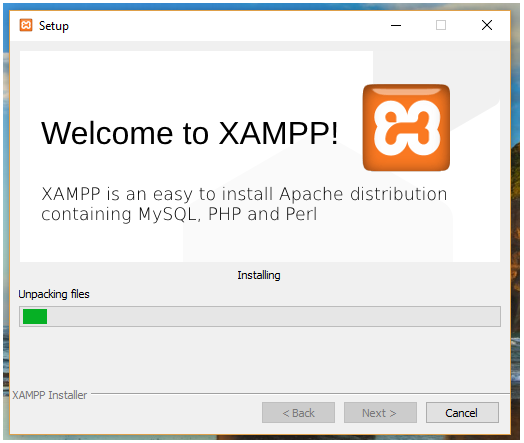 Setup
Welcome to XAMPP!
XAMPP is an easy to install Apache distribution
containing MySQL, PHP and Perl
Installing
Unpacking files
XAMPP Installer
< Back
Next >
Cancel